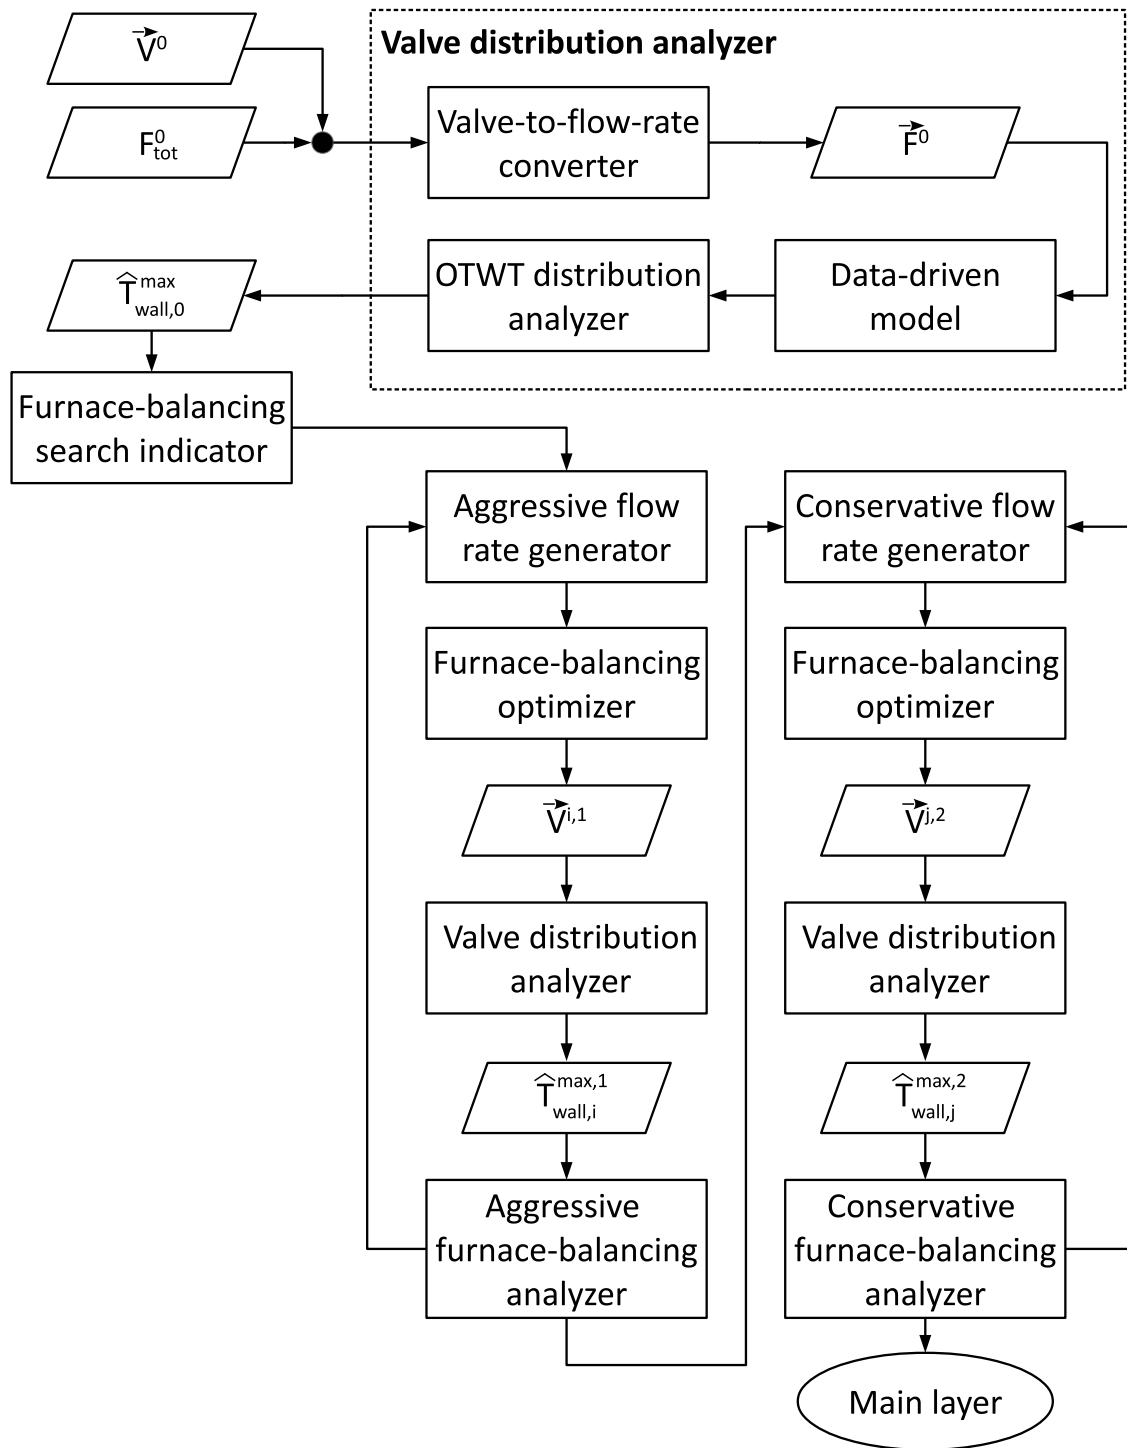 V⃗⁰
Valve distribution analyzer
F⁰tot
Valve-to-flow-rate
converter
F⃗⁰
T̂max
wall,0
OTWT distribution
analyzer
Data-driven
model
Furnace-balancing
search indicator
Aggressive flow
rate generator
Furnace-balancing
optimizer
V⃗i,1
Valve distribution
analyzer
T̂max,1
wall,i
Aggressive
furnace-balancing
analyzer
Conservative flow
rate generator
Furnace-balancing
optimizer
V⃗j,2
Valve distribution
analyzer
T̂max,2
wall,j
Conservative
furnace-balancing
analyzer
Main layer